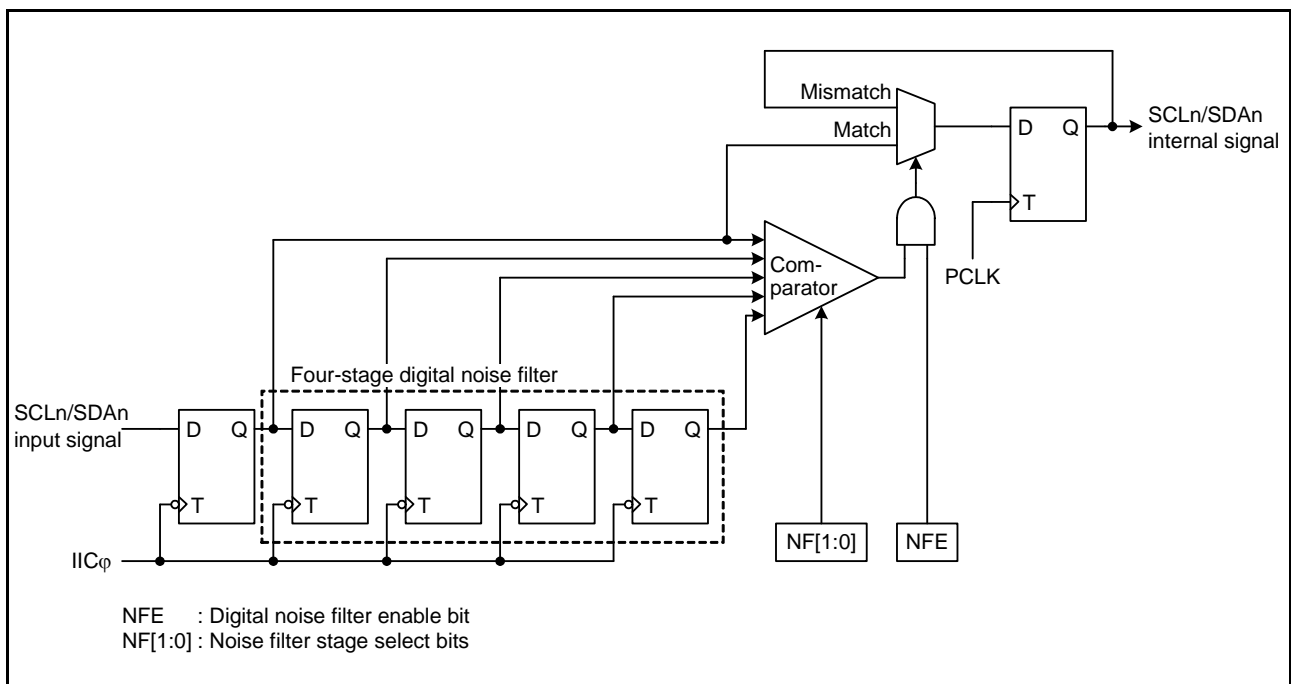 Mismatch
Match
D Q
T
SCLn/SDAn
internal signal
PCLK
Com-
parator
Four-stage digital noise filter
SCLn/SDAn
input signal
D Q D Q D Q D Q D Q
T T T T T
IICφ
NF[1:0] NFE
NFE : Digital noise filter enable bit
NF[1:0] : Noise filter stage select bits